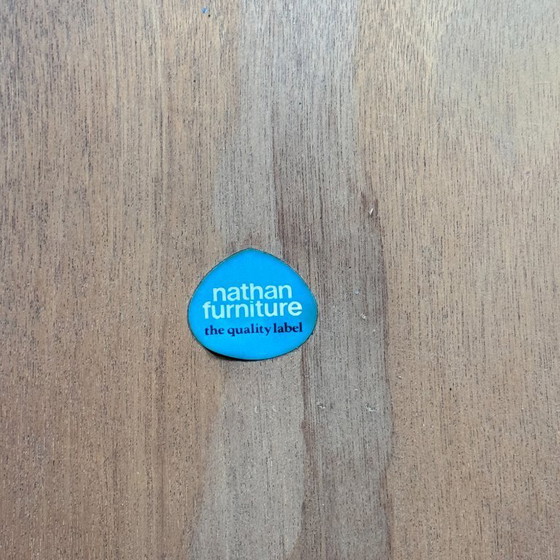 nathan
furniture
the quality label